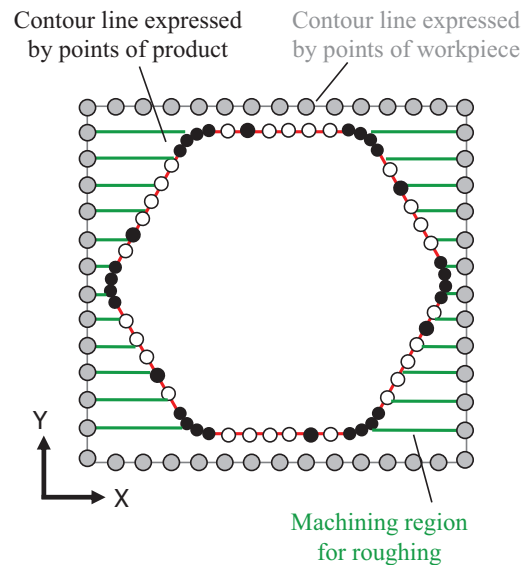 Contour line expressed
by points of product
Contour line expressed
by points of workpiece
Y
X
Machining region
for roughing